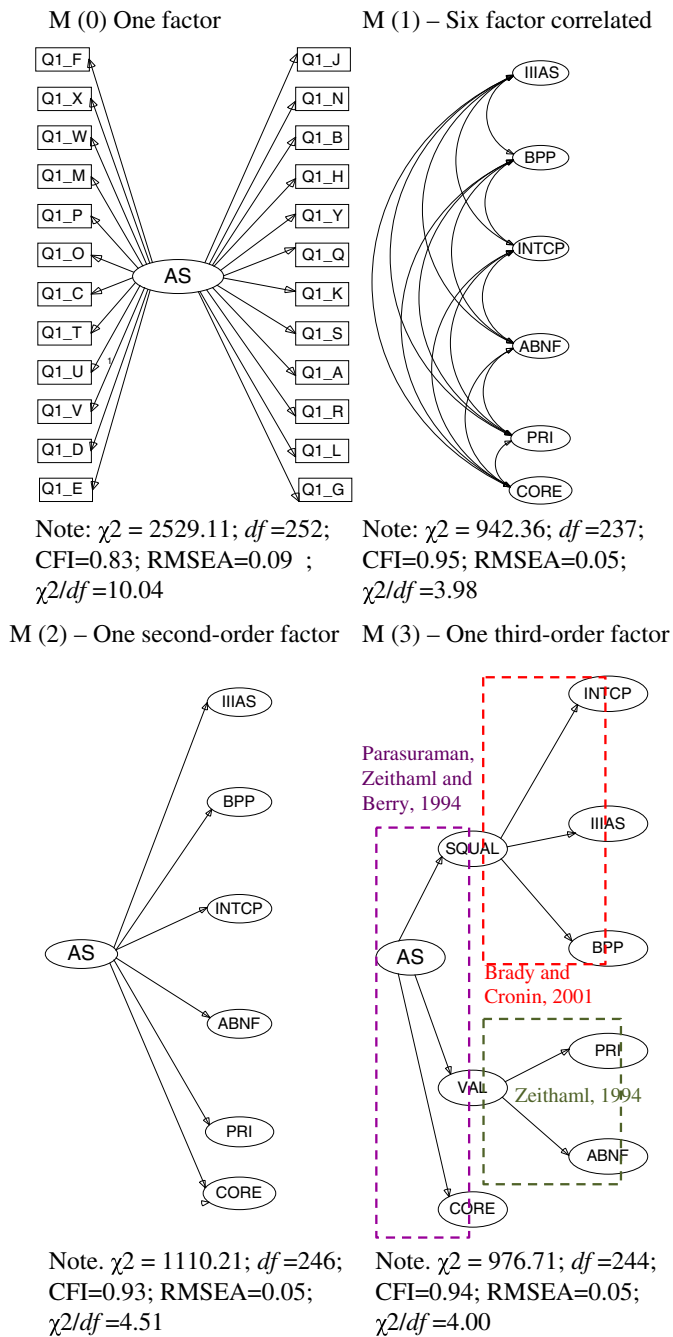 M (0) One factor
Q1_F
Q1_X
Q1_W
Q1_M
Q1_P
Q1_O
Q1_C
Q1_T
Q1_U
Q1_V
Q1_D
Q1_E
AS
1
Q1_J
Q1_N
Q1_B
Q1_H
Q1_Y
Q1_Q
Q1_K
Q1_S
Q1_A
Q1_R
Q1_L
Q1_G
Note: χ2 = 2529.11; df =252;
CFI=0.83; RMSEA=0.09 ;
χ2/df =10.04
M (1) – Six factor correlated
IIIAS
BPP
INTCP
ABNF
PRI
CORE
Note: χ2 = 942.36; df=237;
CFI=0.95; RMSEA=0.05;
χ2/df =3.98
M (2) – One second-order factor
IIIAS
BPP
INTCP
AS
ABNF
PRI
CORE
Note. χ2 = 1110.21; df =246;
CFI=0.93; RMSEA=0.05;
χ2/df =4.51
M (3) – One third-order factor
INTCP
Parasuraman,
Zeithaml and
Berry, 1994
IIIAS
SQUAL
BPP
AS
Brady and
Cronin, 2001
PRI
VAL
Zeithaml, 1994
ABNF
CORE
Note. χ2 = 976.71; df =244;
CFI=0.94; RMSEA=0.05;
χ2/df =4.00